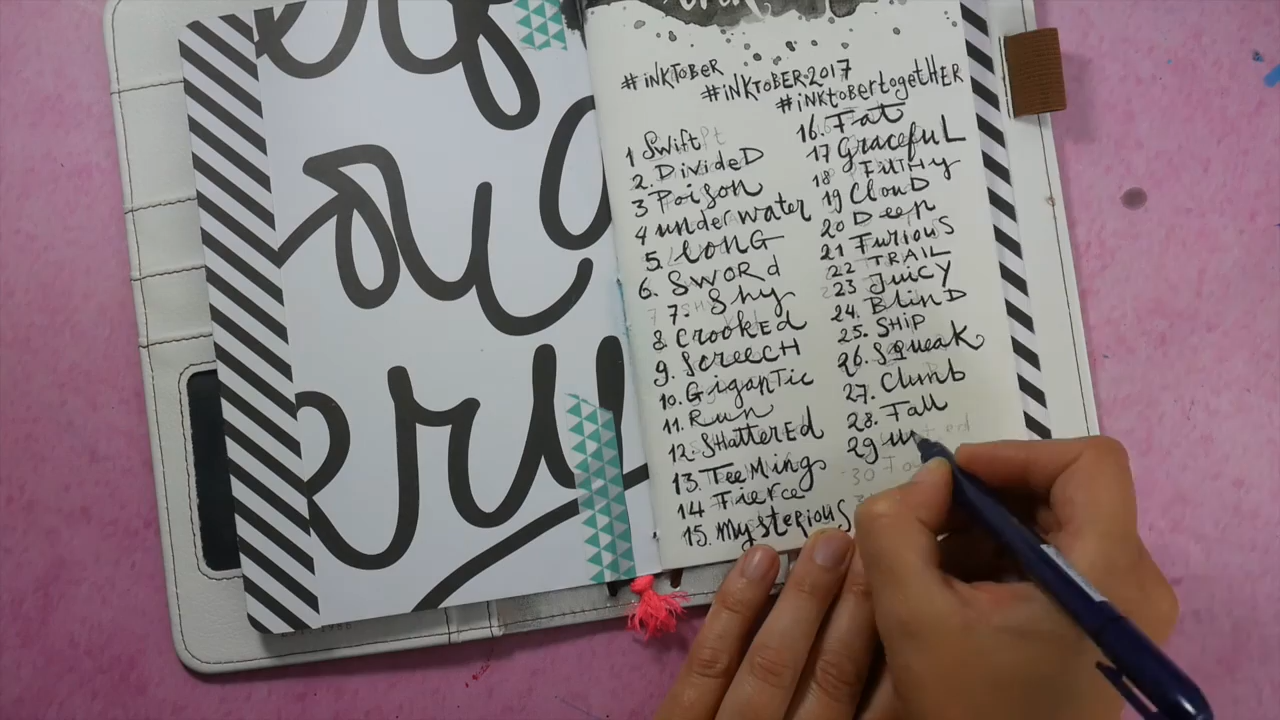 #iNKToBeR
#iNKToBER2017
#iNKtobertogetHER
1 Swift
2. DivideD
3 Poison
4 underwater
5. LONG
6. SWORd
7. Shy
8 CrooKEd
9. ScreeCH
10. GiganTic
11. Run
12. SHatterEd
13. TeeMing
14 Fierce
15. Mysterious
16. Fat
17 GracefuL
18 FiLTHy
19 ClouD
20 Deep
21 FuriouS
22 TRAIL
23 JuiCY
24. BlinD
25. SHiP
26. SqueaK
27. Climb
28. Fall
29 un
30